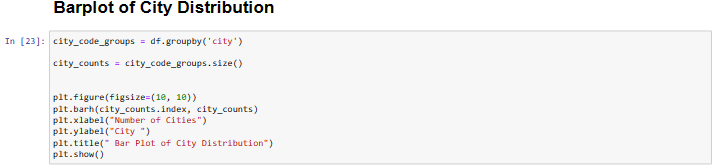 Barplot of City Distribution
In [23]: city_code_groups = df.groupby('city')
city_counts = city_code_groups.size()
plt.figure(figsize=(10, 10))
plt.barh(city_counts.index, city_counts)
plt.xlabel("Number of Cities")
plt.ylabel("City ")
plt.title(" Bar Plot of City Distribution")
plt.show()